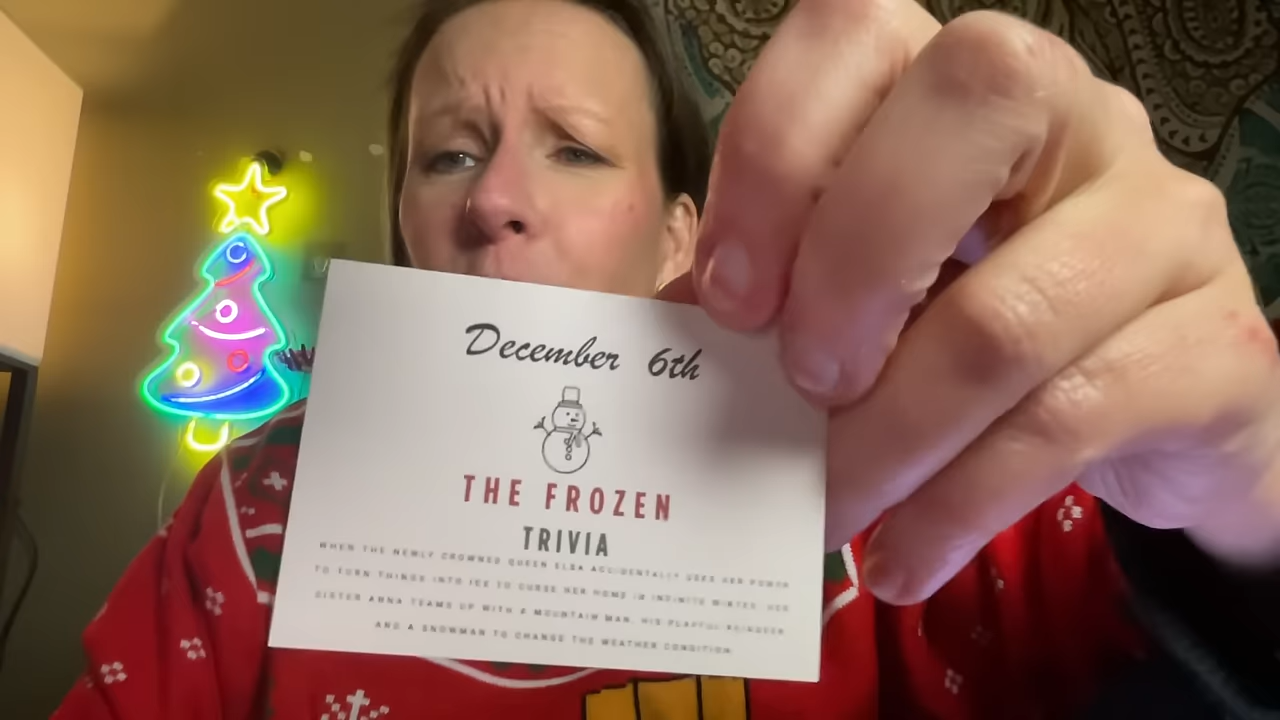 December 6th
THE FROZEN
TRIVIA
WHEN THE NEWLY CROWNED QUEEN ELSA ACCIDENTALLY USES HER POWER
TO TURN THINGS INTO ICE TO CURSE HER HOME IN INFINITE WINTER, HER
SISTER ANNA TEAMS UP WITH A MOUNTAIN MAN, HIS PLAYFUL REINDEER
AND A SNOWMAN TO CHANGE THE WEATHER CONDITION.